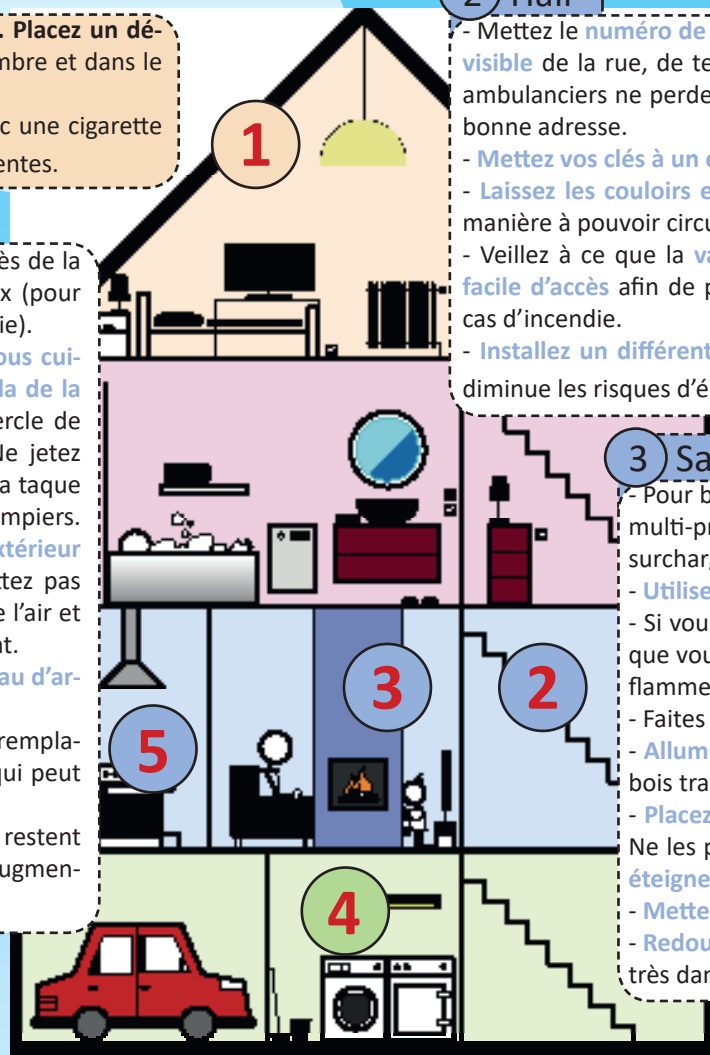 . Placez un dé-
mbre et dans le
c une cigarette
entes.
ès de la
x (pour
ie).
ous cui-
la de la
ercle de
Ne jetez
a taque
mpiers.
xtérieur
tez pas
e l’air et
nt.
au d’ar-
rempla-
qui peut
restent
ugmen-
1
2 Hall
- Mettez le numéro de
visible de la rue, de te
ambulanciers ne perde
bonne adresse.
- Mettez vos clés à un e
- Laissez les couloirs e
manière à pouvoir circu
- Veillez à ce que la va
facile d’accès afin de p
cas d’incendie.
- Installez un différent
diminue les risques d’é
3 Sa
- Pour b
multi-pr
surcharg
- Utilise
- Si vous
que vou
flamme
- Faites
- Allum
bois tra
- Placez
Ne les p
éteigne
- Mette
- Redou
très dan
3
2
5
4